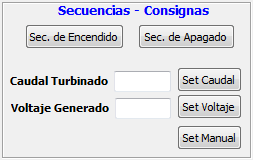 Secuencias - Consignas
Sec. de Encendido Sec. de Apagado
Caudal Turbinado Set Caudal
Voltaje Generado Set Voltaje
Set Manual